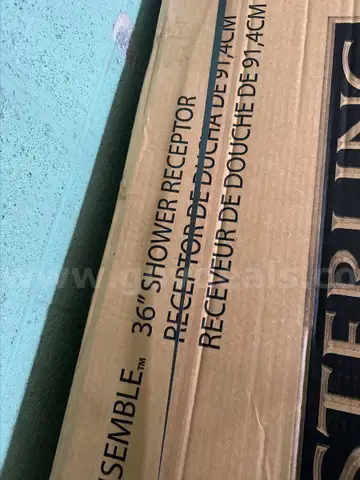 SEMBLE™ 36" SHOWER RECEPTOR
RECEPTOR DE DUCHA DE 91,4CM
RECEVEUR DE DOUCHE DE 91,4CM
STERLING